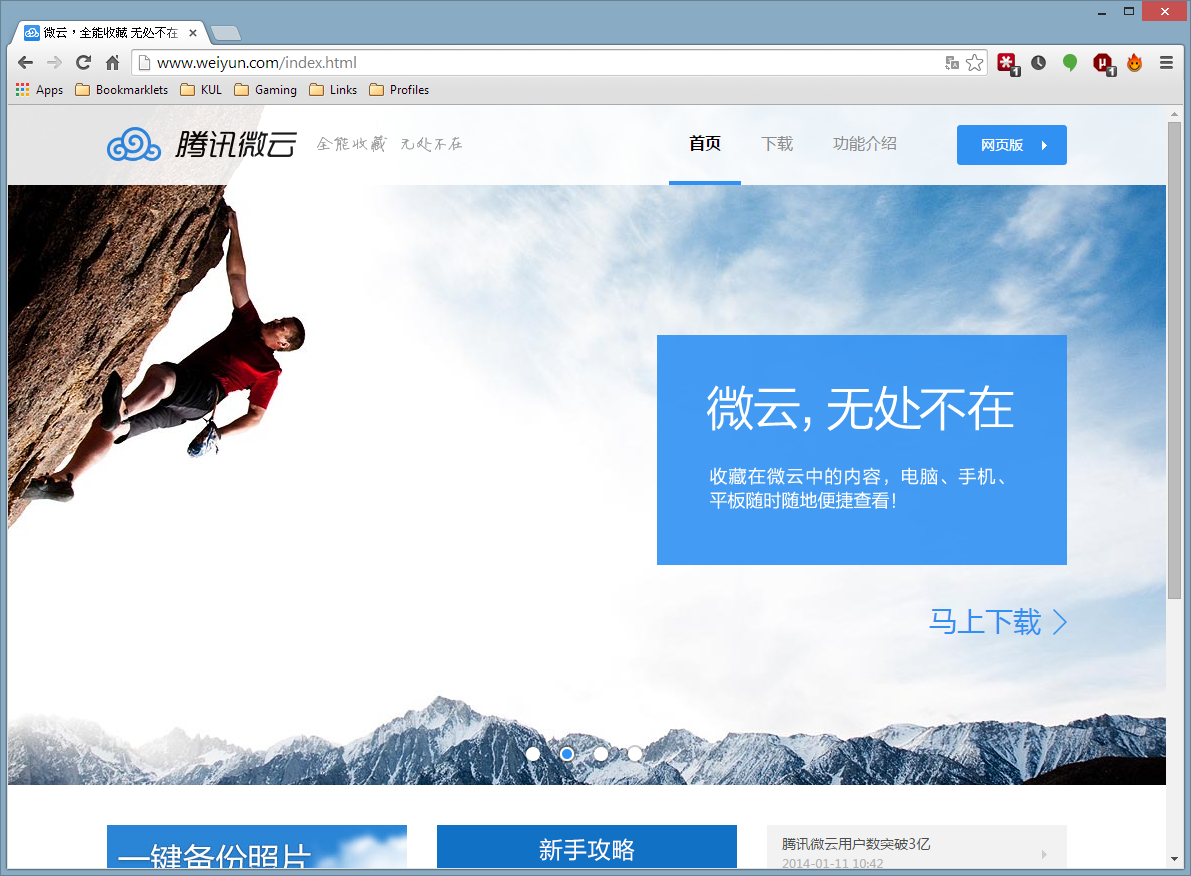 微云，全能收藏 无处不在
www.weiyun.com/index.html
1
1
Apps Bookmarklets KUL Gaming Links Profiles
腾讯微云 全能收藏 无处不在 首页 下载 功能介绍 网页版
微云，无处不在
收藏在微云中的内容，电脑、手机、
平板随时随地便捷查看！
马上下载
一键备份照片
新手攻略
腾讯微云用户数突破3亿
2014-01-11 10:42